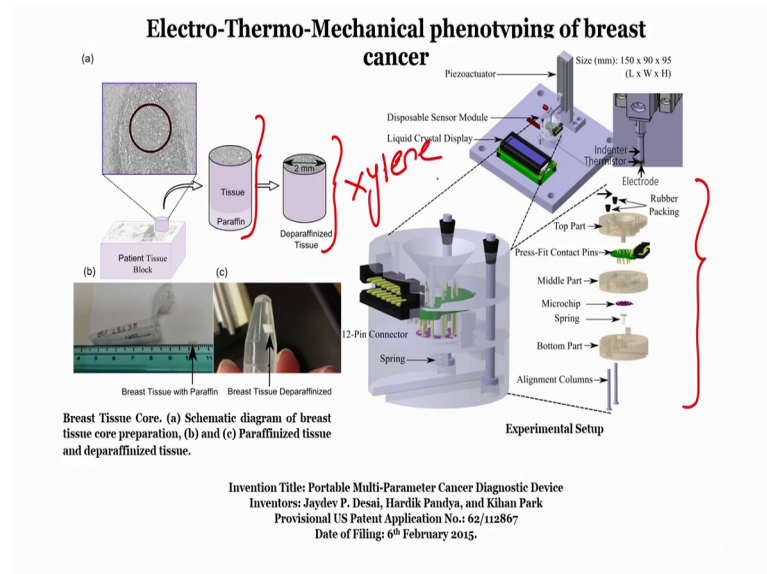 Electro-Thermo-Mechanical phenotyping of breast
cancer
(a)
Tissue
Paraffin
2 mm
Deparaffinized
Tissue
Patient Tissue
Block
xylene
(b)
(c)
Breast Tissue with Paraffin
Breast Tissue Deparaffinized
Breast Tissue Core. (a) Schematic diagram of breast
tissue core preparation, (b) and (c) Paraffinized tissue
and deparaffinized tissue.
Size (mm): 150 x 90 x 95
(L x W x H)
Piezoactuator
Disposable Sensor Module
Liquid Crystal Display
Indenter
Thermistor
Electrode
Rubber
Packing
Top Part
Press-Fit Contact Pins
Middle Part
Microchip
Spring
Bottom Part
Alignment Columns
12-Pin Connector
Spring
Experimental Setup
Invention Title: Portable Multi-Parameter Cancer Diagnostic Device
Inventors: Jaydev P. Desai, Hardik Pandya, and Kihan Park
Provisional US Patent Application No.: 62/112867
Date of Filing: 6th February 2015.